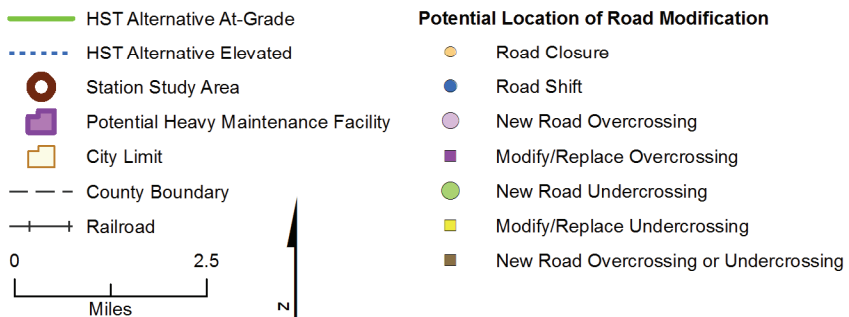 HST Alternative At-Grade
HST Alternative Elevated
Station Study Area
Potential Heavy Maintenance Facility
City Limit
County Boundary
Railroad
0 2.5
Miles
N
Potential Location of Road Modification
Road Closure
Road Shift
New Road Overcrossing
Modify/Replace Overcrossing
New Road Undercrossing
Modify/Replace Undercrossing
New Road Overcrossing or Undercrossing